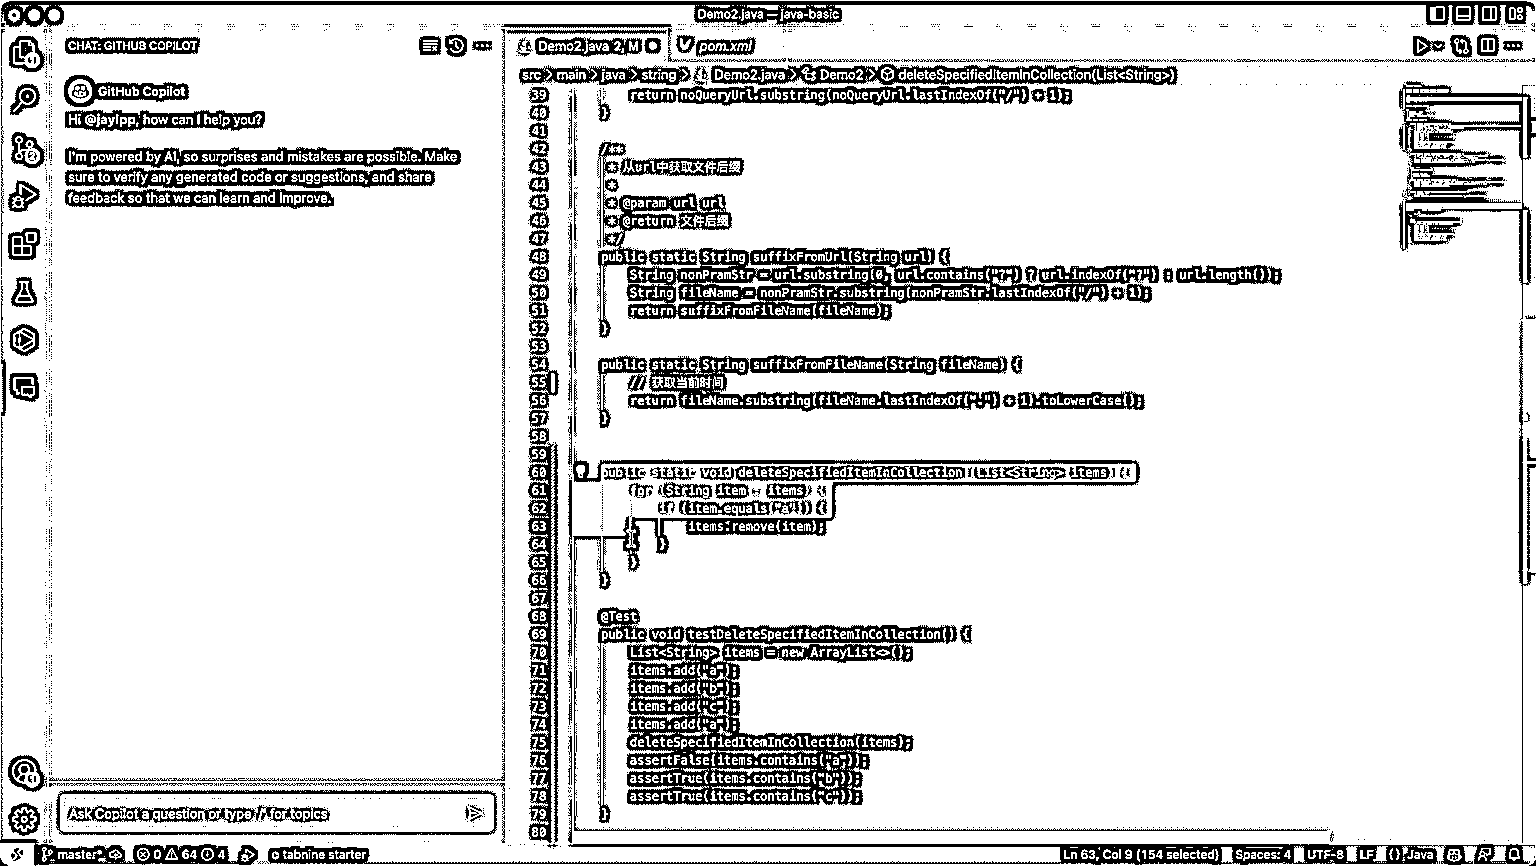 Demo2.java — java-basic
CHAT: GITHUB COPILOT
GitHub Copilot
Hi @jaylpp, how can I help you?
I'm powered by AI, so surprises and mistakes are possible. Make
sure to verify any generated code or suggestions, and share
feedback so that we can learn and improve.
Ask Copilot a question or type '/' for topics
Demo2.java 2, M
pom.xml
src > main > java > string > Demo2.java > Demo2 > deleteSpecifiedItemInCollection(List<String>)
39 return noQueryUrl.substring(noQueryUrl.lastIndexOf("/") + 1);
40 }
41
42 /**
43 * 从url中获取文件后缀
44 *
45 * @param url url
46 * @return 文件后缀
47 */
48 public static String suffixFromUrl(String url) {
49 String nonPramStr = url.substring(0, url.contains("?") ? url.indexOf("?") : url.length());
50 String fileName = nonPramStr.substring(nonPramStr.lastIndexOf("/") + 1);
51 return suffixFromFileName(fileName);
52 }
53
54 public static String suffixFromFileName(String fileName) {
55 /// 获取当前时间
56 return fileName.substring(fileName.lastIndexOf(".") + 1).toLowerCase();
57 }
58
59
60 public static void deleteSpecifiedItemInCollection (List<String> items) {
61 for (String item : items) {
62 if (item.equals("a")) {
63 items.remove(item);
64 }
65 }
66 }
67
68 @Test
69 public void testDeleteSpecifiedItemInCollection() {
70 List<String> items = new ArrayList<>();
71 items.add("a");
72 items.add("b");
73 items.add("c");
74 items.add("a");
75 deleteSpecifiedItemInCollection(items);
76 assertFalse(items.contains("a"));
77 assertTrue(items.contains("b"));
78 assertTrue(items.contains("c"));
79 }
80
master* 0 64 4 tabnine starter Ln 63, Col 9 (154 selected) Spaces: 4 UTF-8 LF {} Java